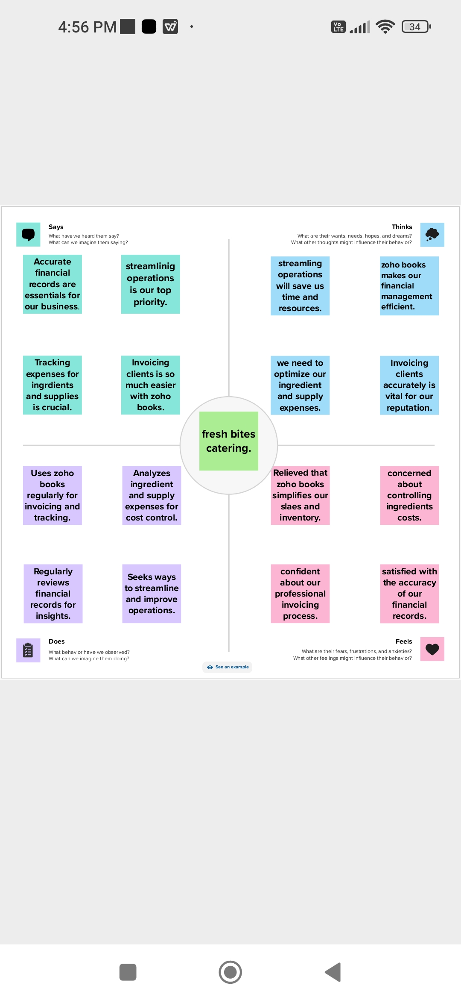 4:56 PM
Vo
LTE
34
Says
What have we heard them say?
What can we imagine them saying?
Thinks
What are their wants, needs, hopes, and dreams?
What other thoughts might influence their behavior?
Accurate
financial
records are
essentials for
our business.
streamlinig
operations
is our top
priority.
streamling
operations
will save us
time and
resources.
zoho books
makes our
financial
management
efficient.
Tracking
expenses for
ingrdients
and supplies
is crucial.
Invoicing
clients is so
much easier
with zoho
books.
we need to
optimize our
ingredient
and supply
expenses.
Invoicing
clients
accurately is
vital for our
reputation.
fresh bites
catering.
Uses zoho
books
regularly for
invoicing and
tracking.
Analyzes
ingredient
and supply
expenses for
cost control.
Relieved that
zoho books
simplifies our
slaes and
inventory.
concerned
about
controlling
ingredients
costs.
Regularly
reviews
financial
records for
insights.
Seeks ways
to streamline
and improve
operations.
confident
about our
professional
invoicing
process.
satisfied with
the accuracy
of our
financial
records.
Does
What behavior have we observed?
What can we imagine them doing?
Feels
What are their fears, frustrations, and anxieties?
What other feelings might influence their behavior?
See an example